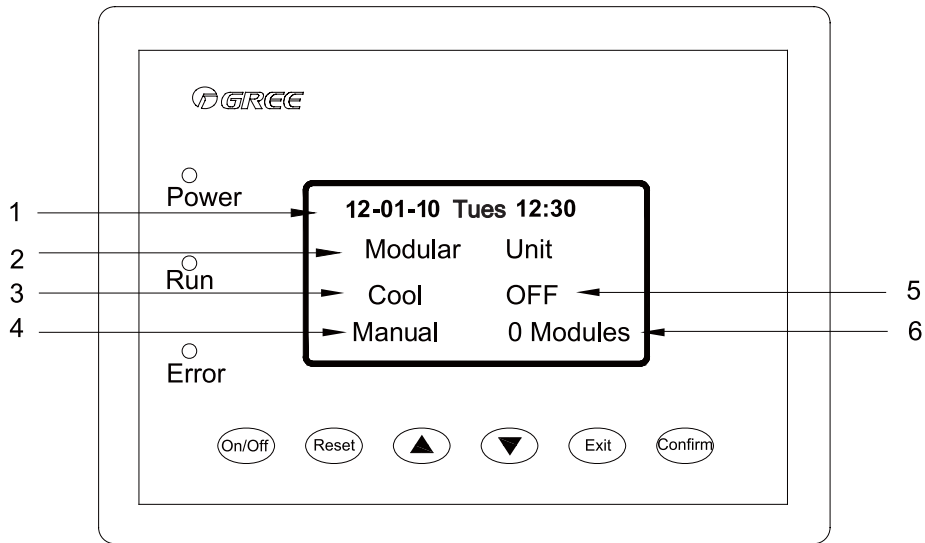 GREE
Power
1
12-01-10 Tues 12:30
2
Modular Unit
Run
3
Cool OFF
5
4
Manual 0 Modules
6
Error
On/Off Reset ▲ ▼ Exit Confirm